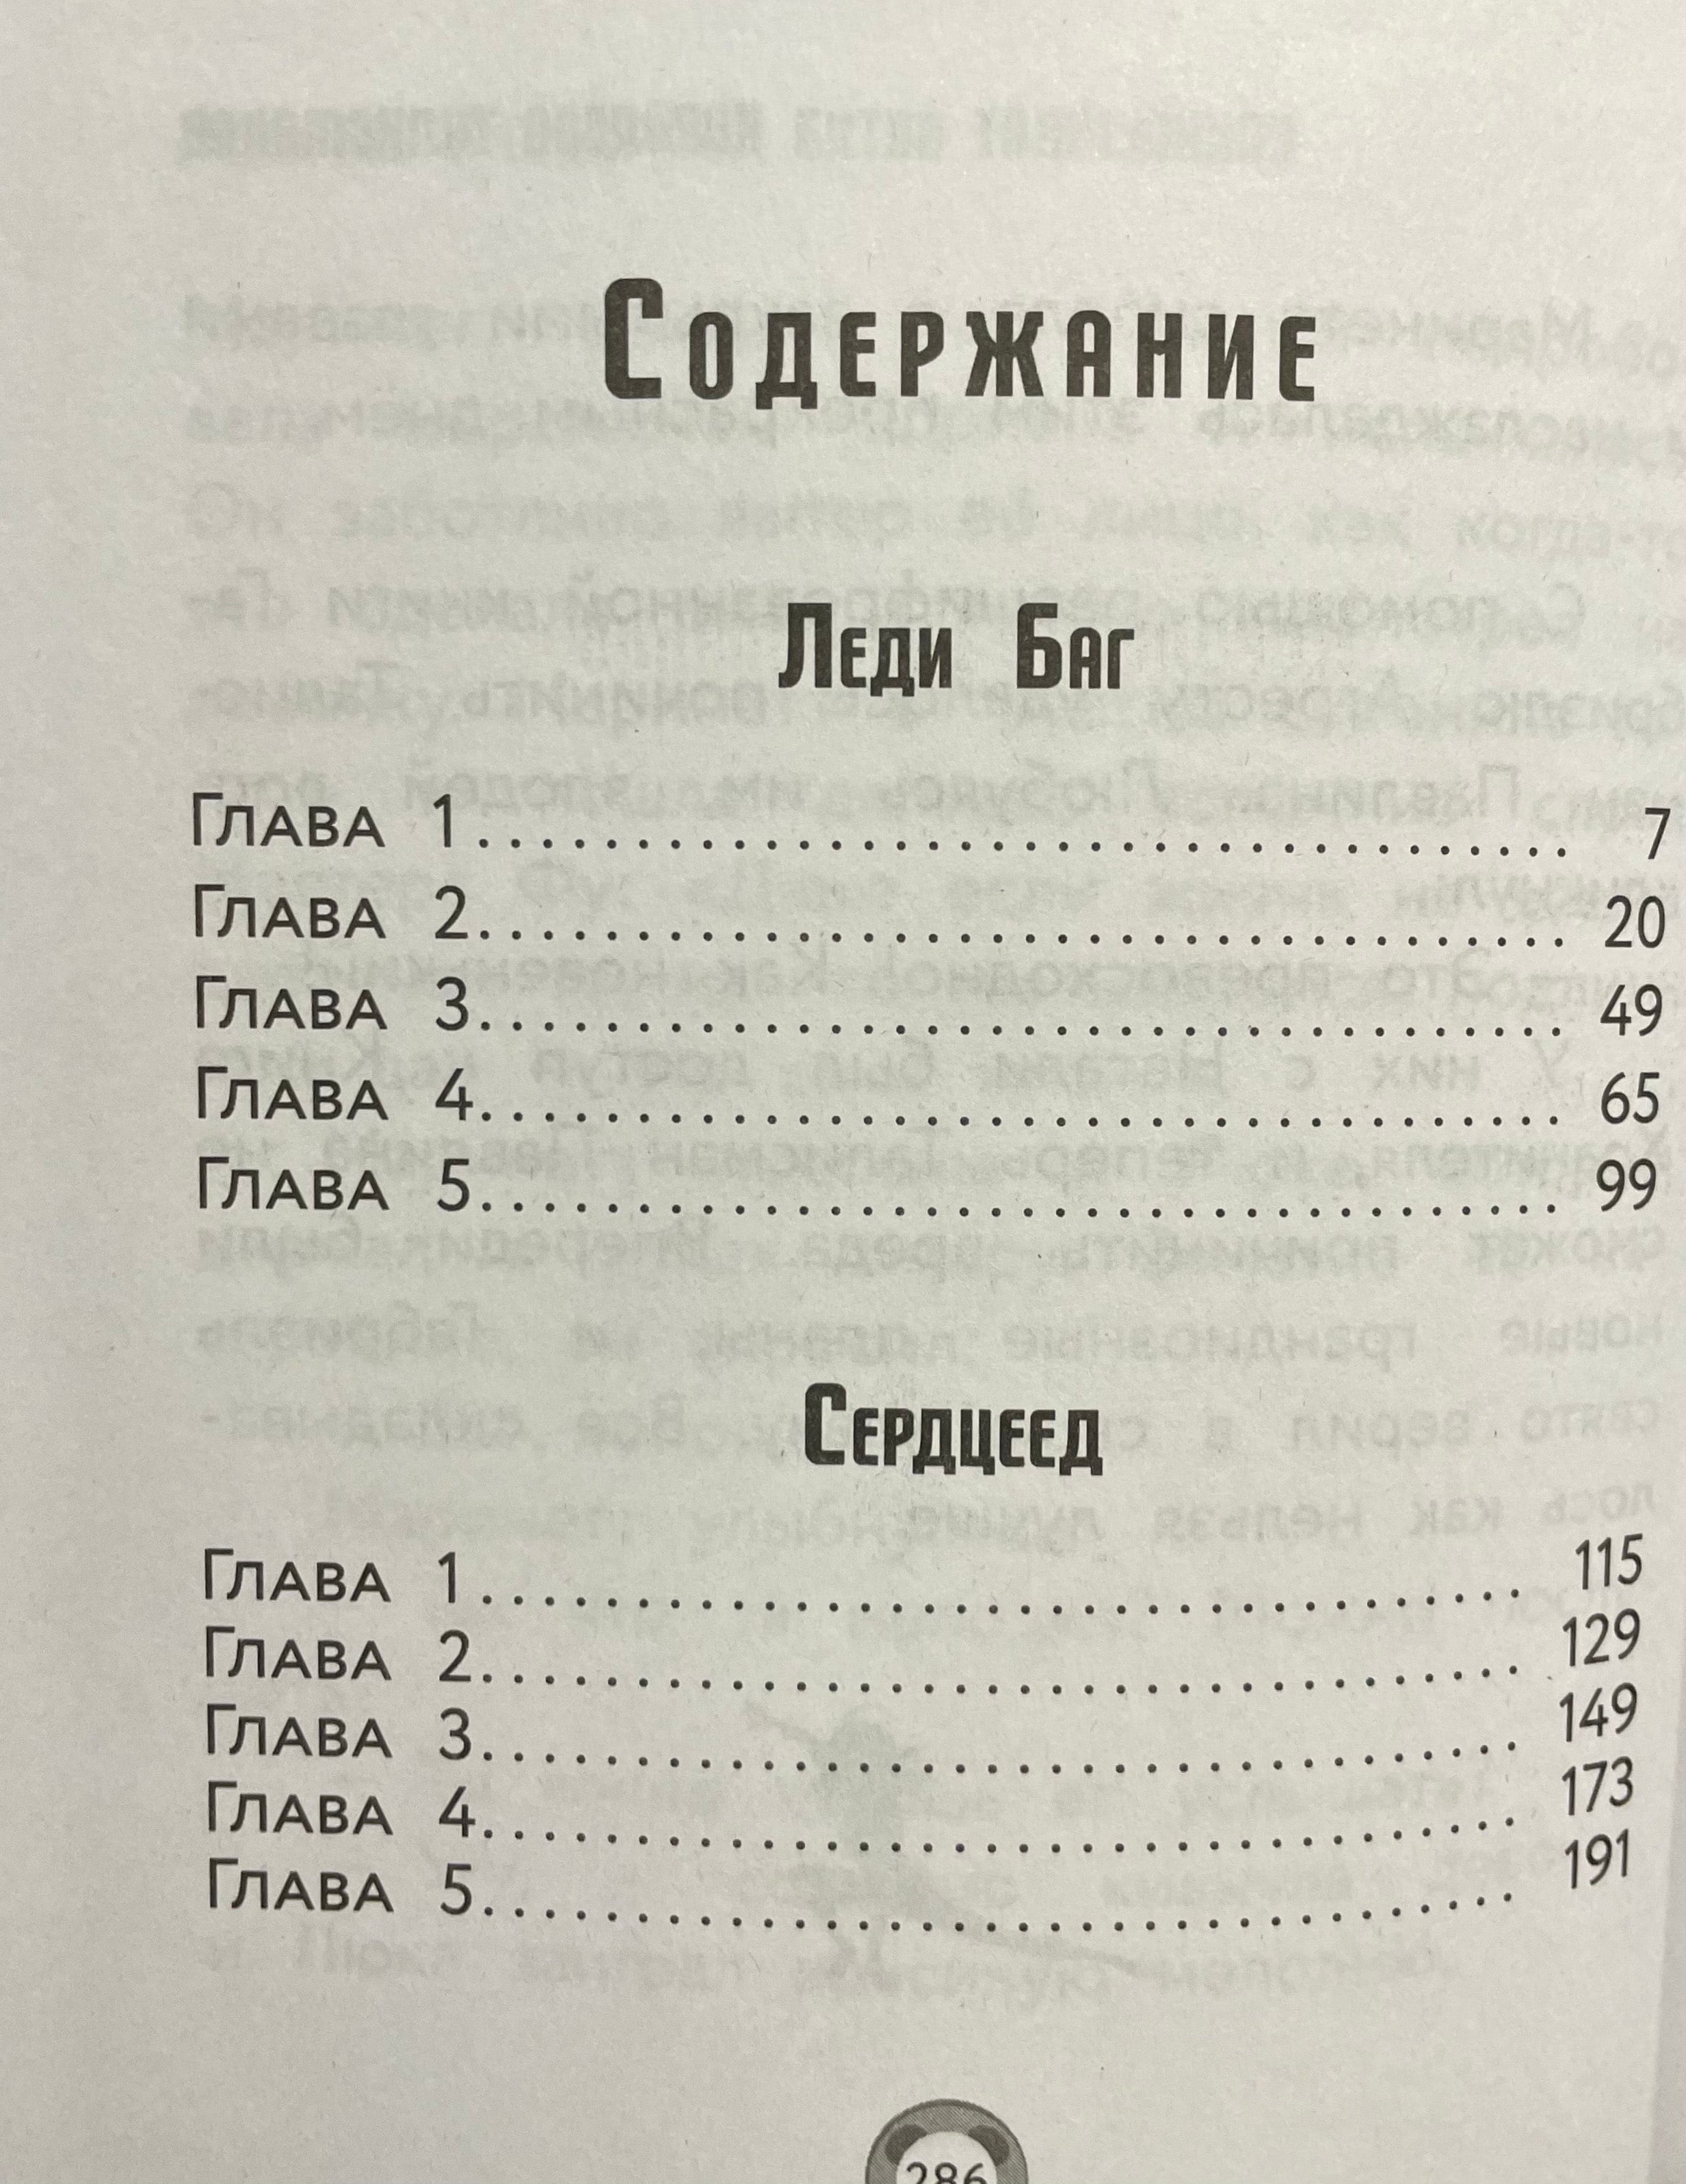 Содержание
Леди Баг
Глава 1 . . . . . . . . . . . . . . . . . . . . . . . . . . . . . . . . . . . 7
Глава 2 . . . . . . . . . . . . . . . . . . . . . . . . . . . . . . . . . . . 20
Глава 3 . . . . . . . . . . . . . . . . . . . . . . . . . . . . . . . . . . . 49
Глава 4 . . . . . . . . . . . . . . . . . . . . . . . . . . . . . . . . . . . 65
Глава 5 . . . . . . . . . . . . . . . . . . . . . . . . . . . . . . . . . . . 99
Сердцеед
Глава 1 . . . . . . . . . . . . . . . . . . . . . . . . . . . . . . . . . . 115
Глава 2 . . . . . . . . . . . . . . . . . . . . . . . . . . . . . . . . . . 129
Глава 3 . . . . . . . . . . . . . . . . . . . . . . . . . . . . . . . . . . 149
Глава 4 . . . . . . . . . . . . . . . . . . . . . . . . . . . . . . . . . . 173
Глава 5 . . . . . . . . . . . . . . . . . . . . . . . . . . . . . . . . . . 191
286